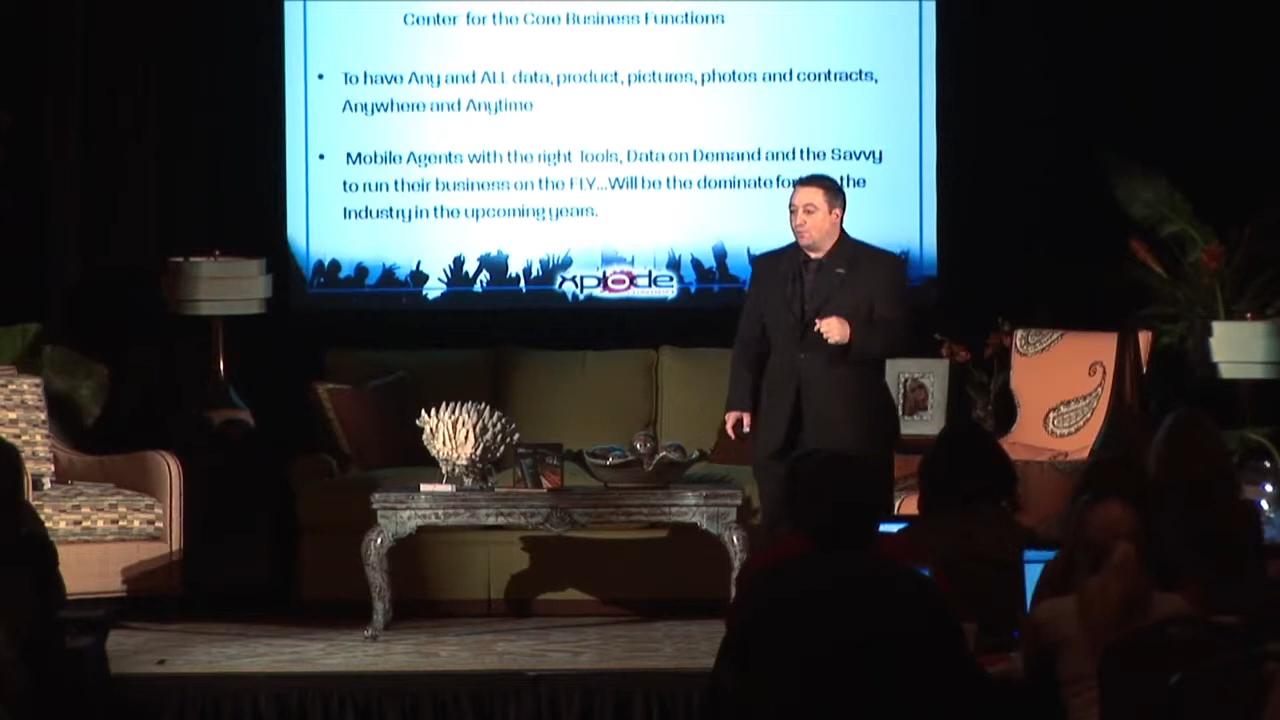 Center for the Core Business Functions
• To have Any and ALL data, product, pictures, photos and contracts,
Anywhere and Anytime
• Mobile Agents with the right Tools, Data on Demand and the Savvy
to run their business on the FLY...Will be the dominate the
Industry in the upcoming years.
xplode